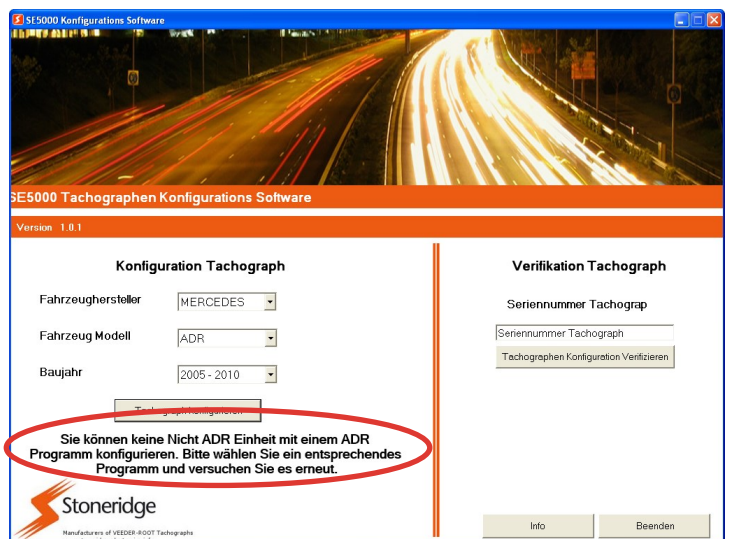 SE5000 Konfigurations Software
SE5000 Tachographen Konfigurations Software
Version 1.0.1
Konfiguration Tachograph
Fahrzeughersteller
MERCEDES
Fahrzeug Modell
ADR
Baujahr
2005 - 2010
Tachograph konfigurieren
Sie können keine Nicht ADR Einheit mit einem ADR
Programm konfigurieren. Bitte wählen Sie ein entsprechendes
Programm und versuchen Sie es erneut.
Stoneridge
Manufacturers of VEEDER-ROOT Tachographs
Verifikation Tachograph
Seriennummer Tachograp
Seriennummer Tachograph
Tachographen Konfiguration Verifizieren
Info
Beenden